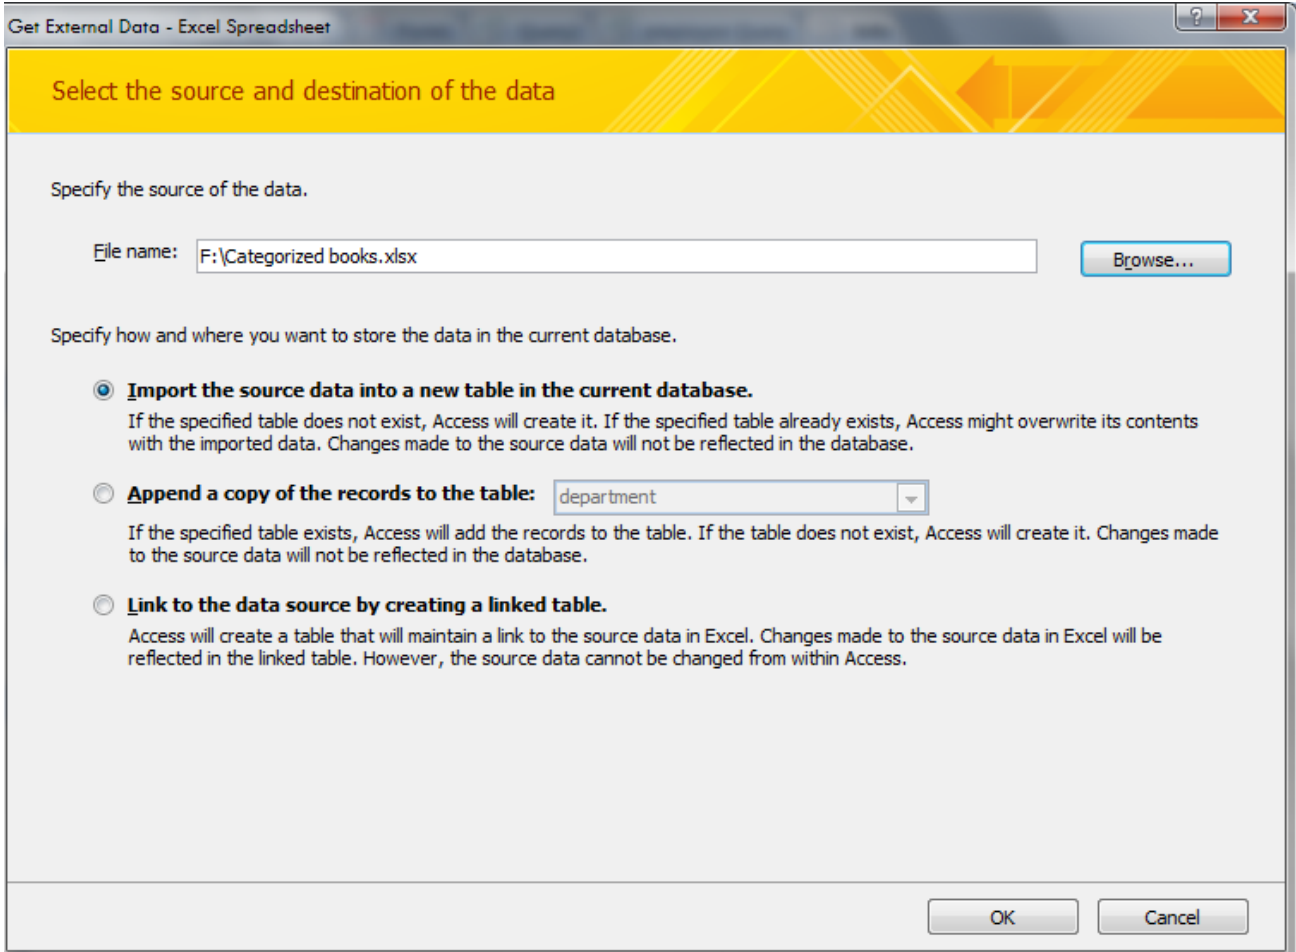 Get External Data - Excel Spreadsheet
Select the source and destination of the data
Specify the source of the data.
File name: F:\Categorized books.xlsx Browse...
Specify how and where you want to store the data in the current database.
Import the source data into a new table in the current database.
If the specified table does not exist, Access will create it. If the specified table already exists, Access might overwrite its contents
with the imported data. Changes made to the source data will not be reflected in the database.
Append a copy of the records to the table: department
If the specified table exists, Access will add the records to the table. If the table does not exist, Access will create it. Changes made
to the source data will not be reflected in the database.
Link to the data source by creating a linked table.
Access will create a table that will maintain a link to the source data in Excel. Changes made to the source data in Excel will be
reflected in the linked table. However, the source data cannot be changed from within Access.
OK Cancel